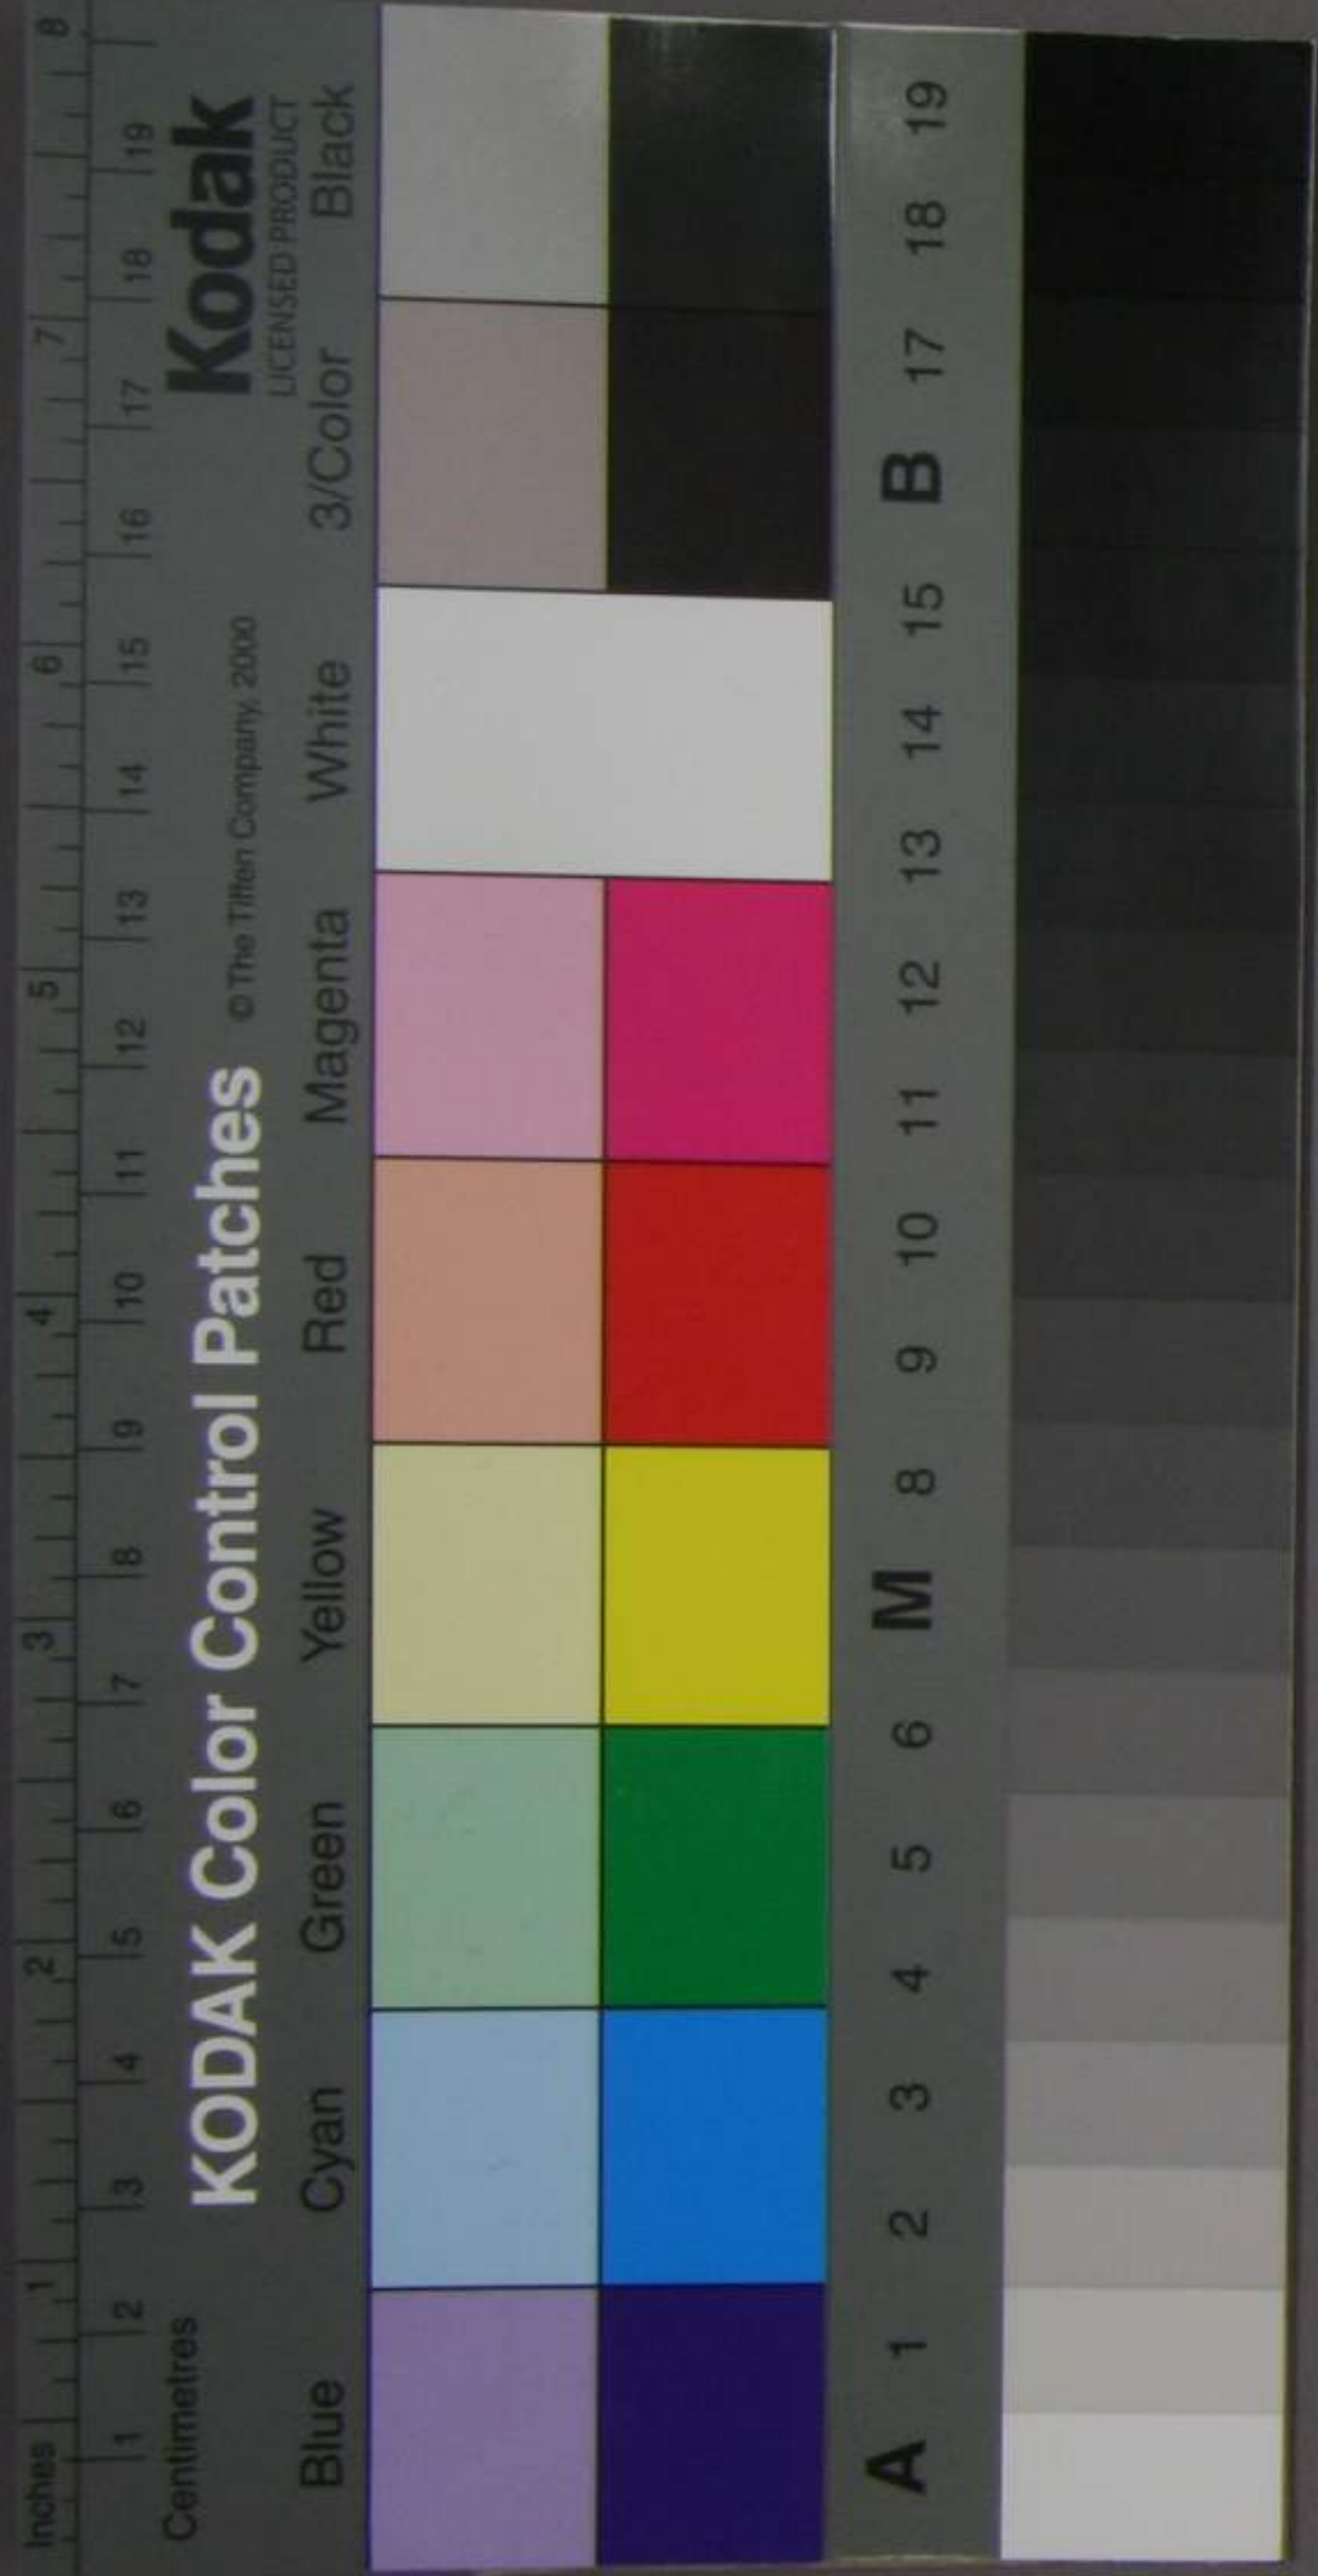 Inches 1 2 3 4 5 6 7 8
Centimetres 1 2 3 4 5 6 7 8 9 10 11 12 13 14 15 16 17 18 19
KODAK Color Control Patches © The Tiffen Company, 2000 Kodak
LICENSED PRODUCT
Blue Cyan Green Yellow Red Magenta White 3/Color Black
A 1 2 3 4 5 6 M 8 9 10 11 12 13 14 15 B 17 18 19